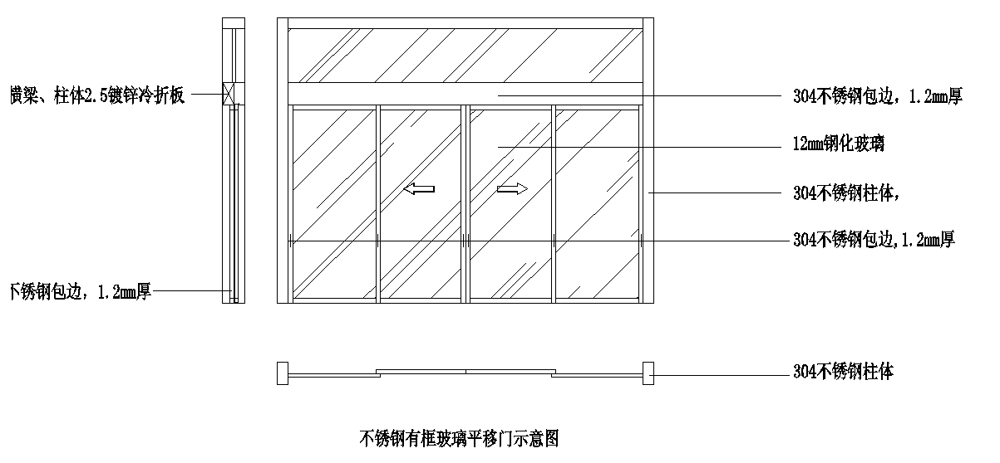 横梁、柱体2.5镀锌冷折板
304不锈钢包边，1.2mm厚
12mm钢化玻璃
304不锈钢柱体，
304不锈钢包边,1.2mm厚
不锈钢包边，1.2mm厚
304不锈钢柱体
不锈钢有框玻璃平移门示意图